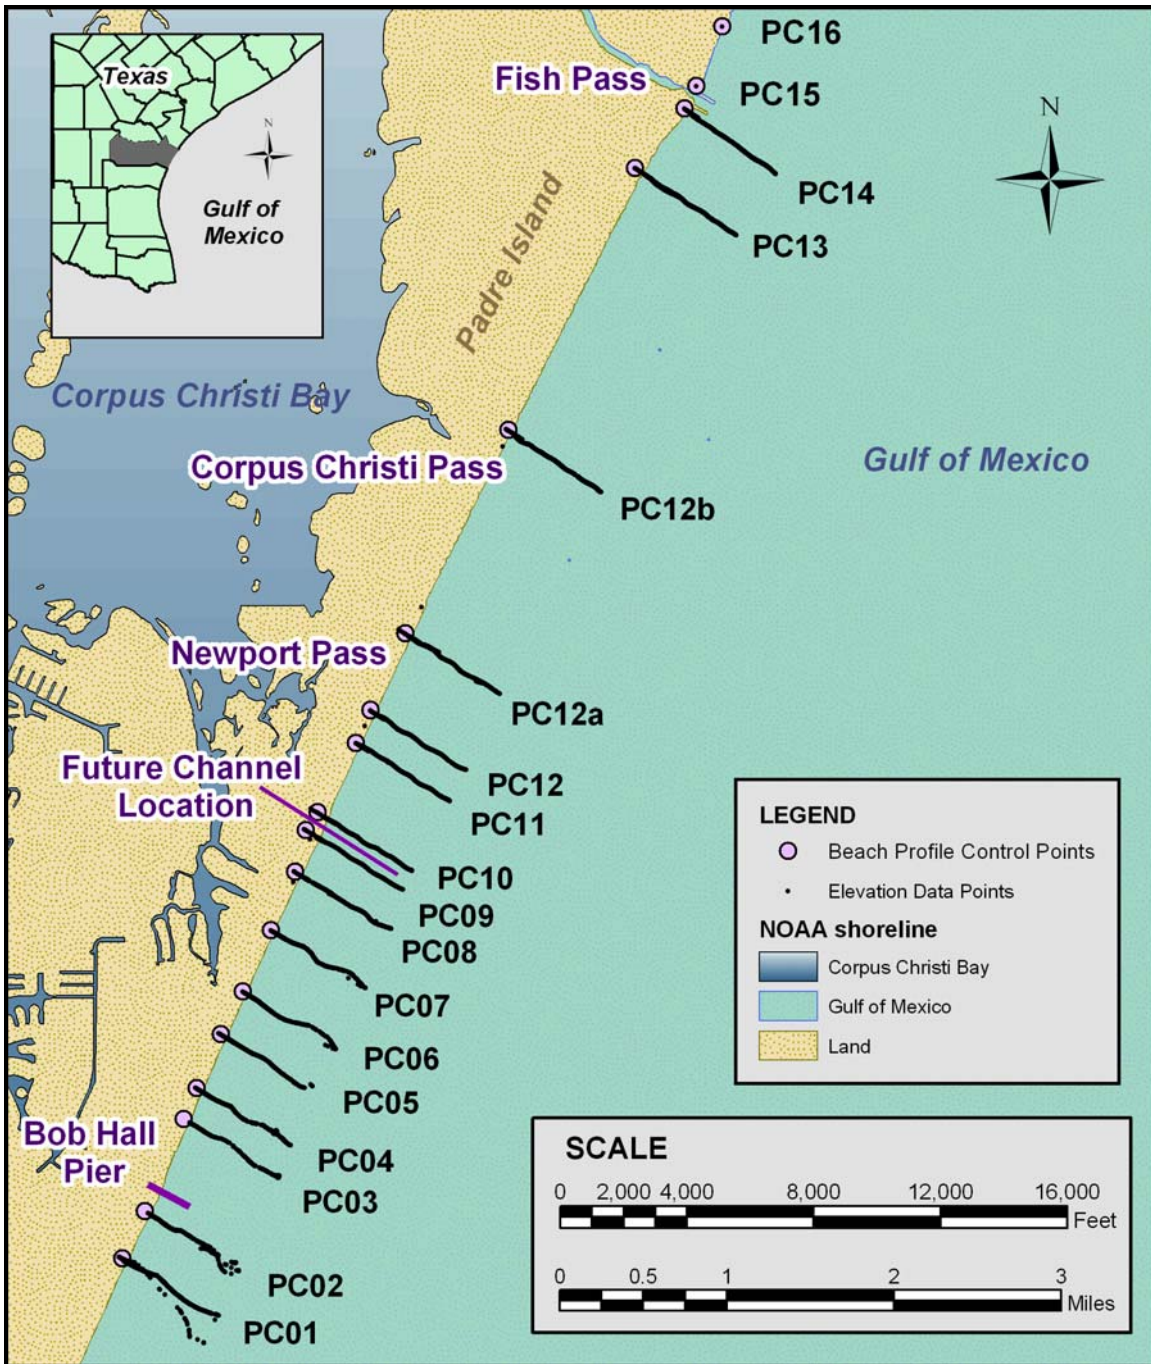 Texas
N
Gulf of
Mexico
PC16
Fish Pass
PC15
N
PC14
PC13
Padre Island
Corpus Christi Bay
Gulf of Mexico
Corpus Christi Pass
PC12b
Newport Pass
PC12a
Future Channel
Location
PC12
PC11
PC10
PC09
PC08
PC07
PC06
PC05
Bob Hall
Pier
PC04
PC03
PC02
PC01
LEGEND
Beach Profile Control Points
Elevation Data Points
NOAA shoreline
Corpus Christi Bay
Gulf of Mexico
Land
SCALE
0 2,000 4,000 8,000 12,000 16,000
Feet
0 0.5 1 2 3
Miles